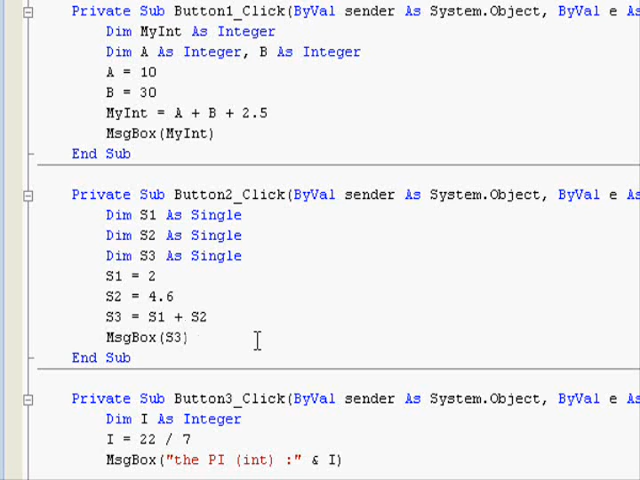 Private Sub Button1_Click(ByVal sender As System.Object, ByVal e As
Dim MyInt As Integer
Dim A As Integer, B As Integer
A = 10
B = 30
MyInt = A + B + 2.5
MsgBox(MyInt)
End Sub
Private Sub Button2_Click(ByVal sender As System.Object, ByVal e As
Dim S1 As Single
Dim S2 As Single
Dim S3 As Single
S1 = 2
S2 = 4.6
S3 = S1 + S2
MsgBox(S3)
End Sub
Private Sub Button3_Click(ByVal sender As System.Object, ByVal e As
Dim I As Integer
I = 22 / 7
MsgBox("the PI (int) :" & I)